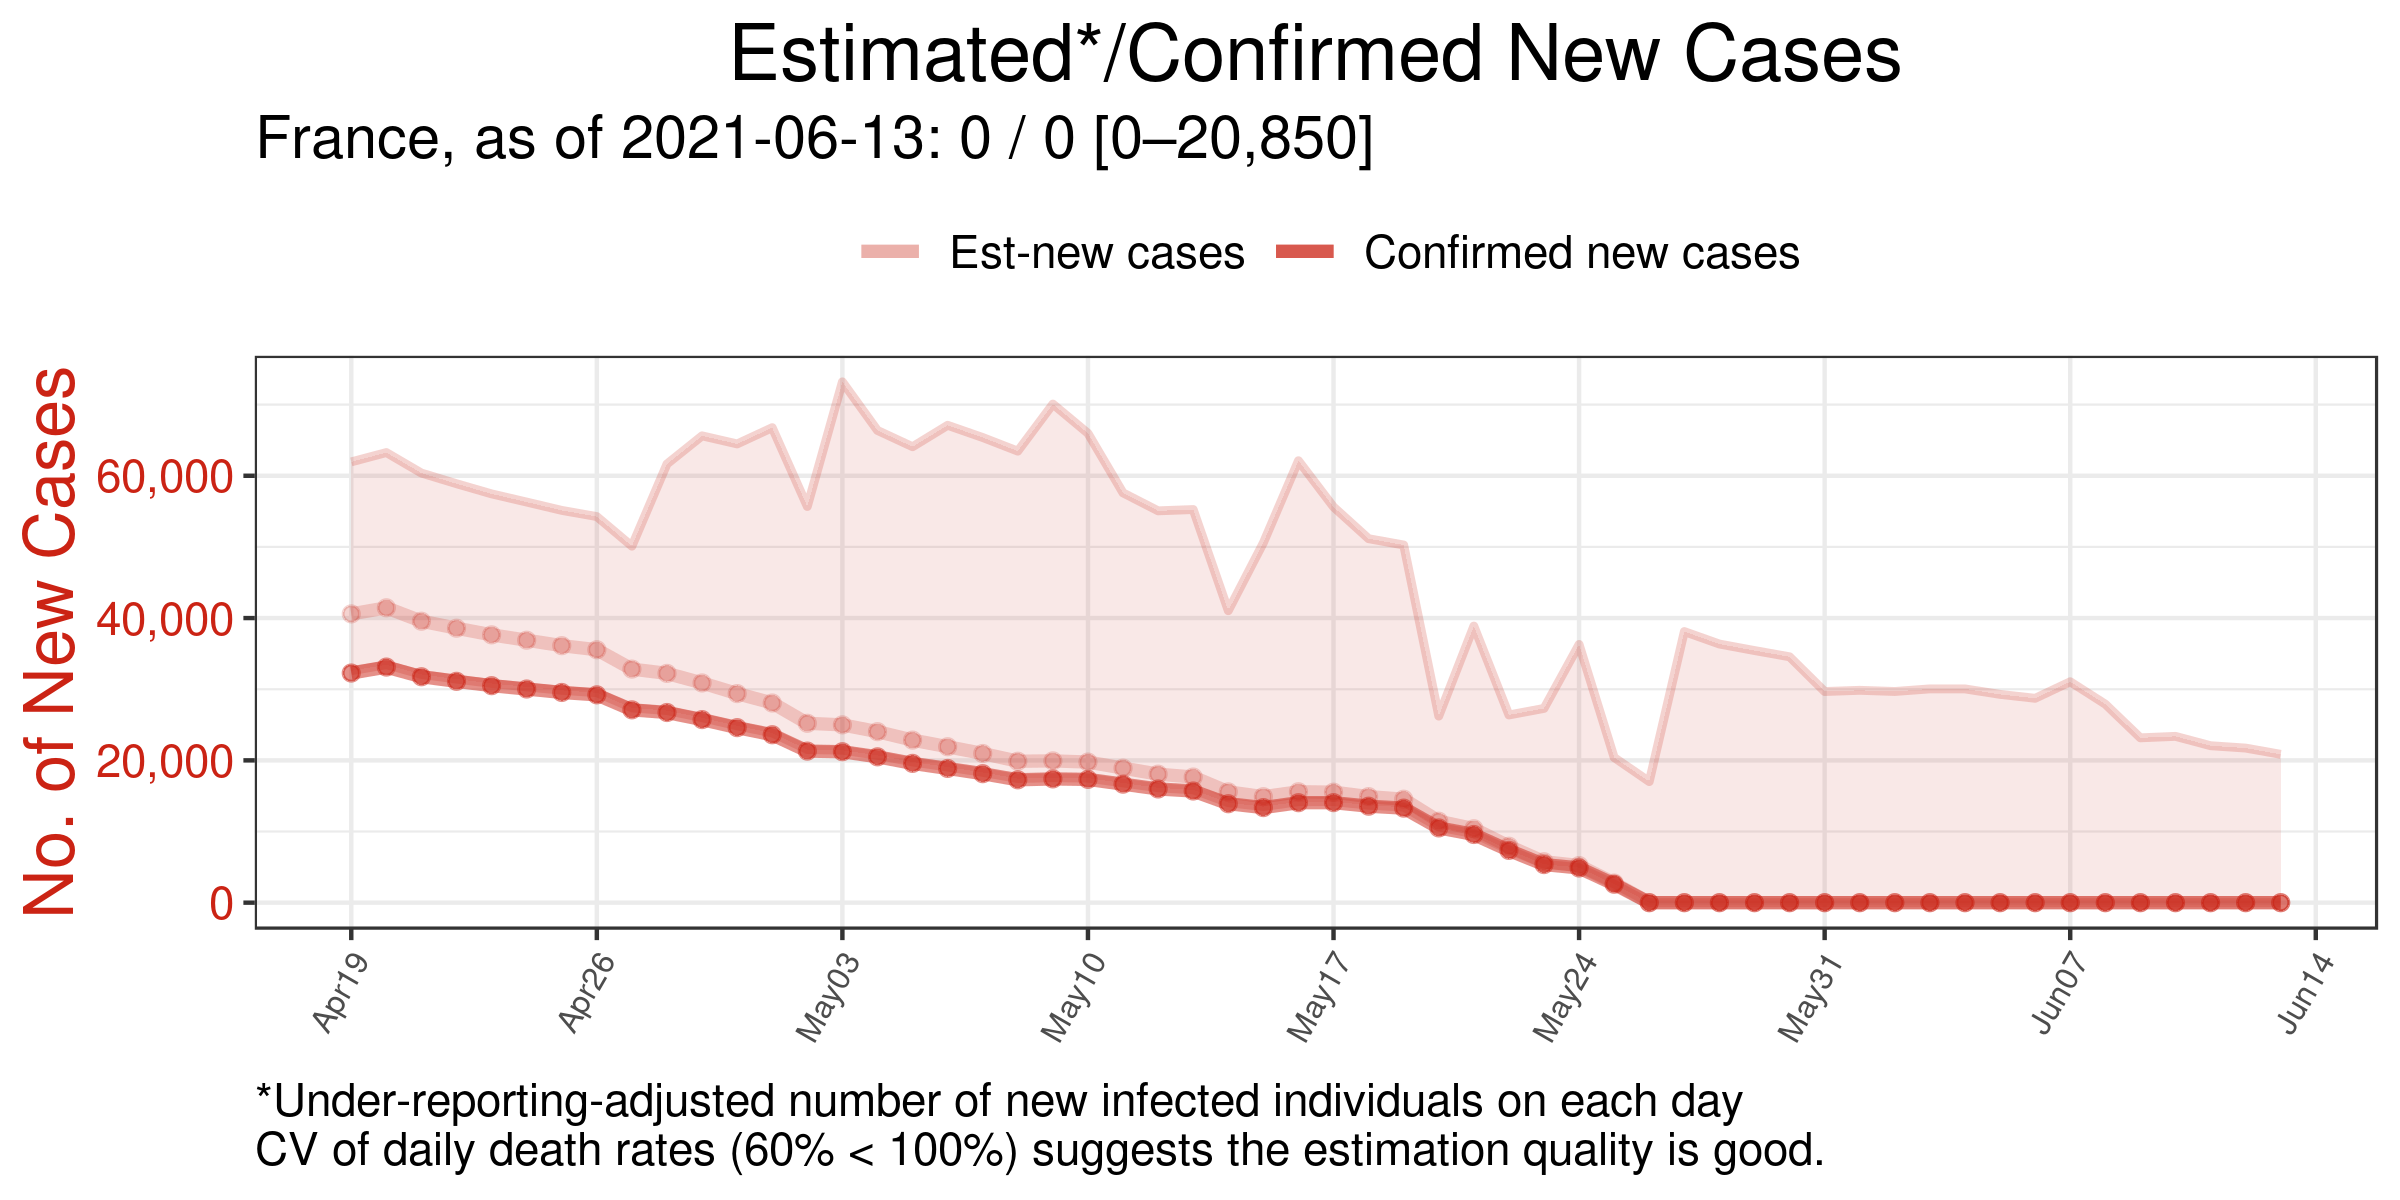 Estimated*/Confirmed New Cases
France, as of 2021-06-13: 0 / 0 [0–20,850]
Est-new cases
Confirmed new cases
No. of New Cases
60,000
40,000
20,000
0
Apr19
Apr26
May03
May10
May17
May24
May31
Jun07
Jun14
*Under-reporting-adjusted number of new infected individuals on each day
CV of daily death rates (60% < 100%) suggests the estimation quality is good.